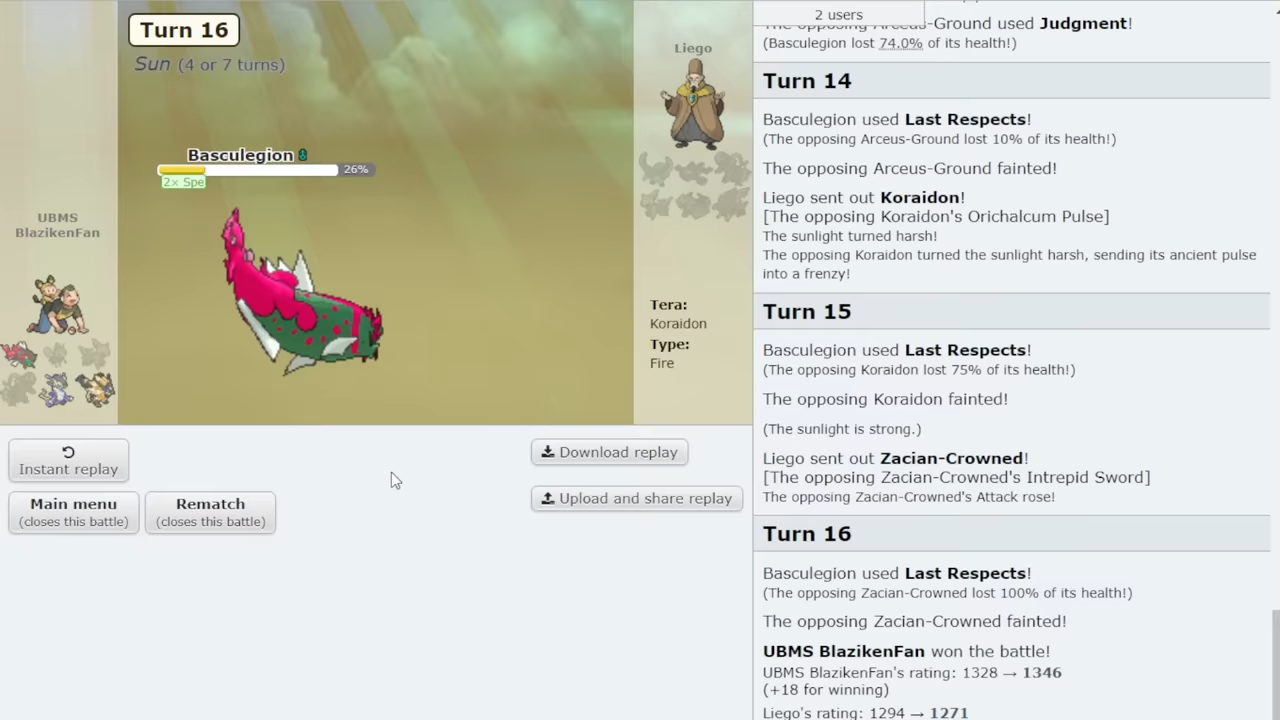 Turn 16
Sun (4 or 7 turns)
Basculegion
26%
2× Spe
UBMS
BlazikenFan
Liego
Tera:
Koraidon
Type:
Fire
Instant replay
Download replay
Upload and share replay
Main menu
(closes this battle)
Rematch
(closes this battle)
2 users
The opposing Arceus-Ground used Judgment!
(Basculegion lost 74.0% of its health!)
Turn 14
Basculegion used Last Respects!
(The opposing Arceus-Ground lost 10% of its health!)
The opposing Arceus-Ground fainted!
Liego sent out Koraidon!
[The opposing Koraidon's Orichalcum Pulse]
The sunlight turned harsh!
The opposing Koraidon turned the sunlight harsh, sending its ancient pulse
into a frenzy!
Turn 15
Basculegion used Last Respects!
(The opposing Koraidon lost 75% of its health!)
The opposing Koraidon fainted!
(The sunlight is strong.)
Liego sent out Zacian-Crowned!
[The opposing Zacian-Crowned's Intrepid Sword]
The opposing Zacian-Crowned's Attack rose!
Turn 16
Basculegion used Last Respects!
(The opposing Zacian-Crowned lost 100% of its health!)
The opposing Zacian-Crowned fainted!
UBMS BlazikenFan won the battle!
UBMS BlazikenFan's rating: 1328 → 1346
(+18 for winning)
Liego's rating: 1294 → 1271